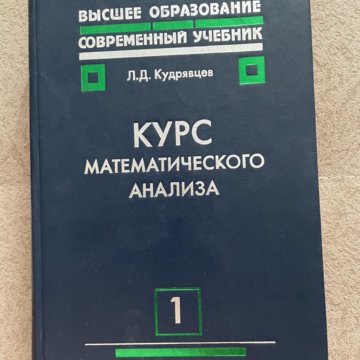 ВЫСШЕЕ ОБРАЗОВАНИЕ
СОВРЕМЕННЫЙ УЧЕБНИК
Л.Д. Кудрявцев
КУРС
МАТЕМАТИЧЕСКОГО
АНАЛИЗА
1